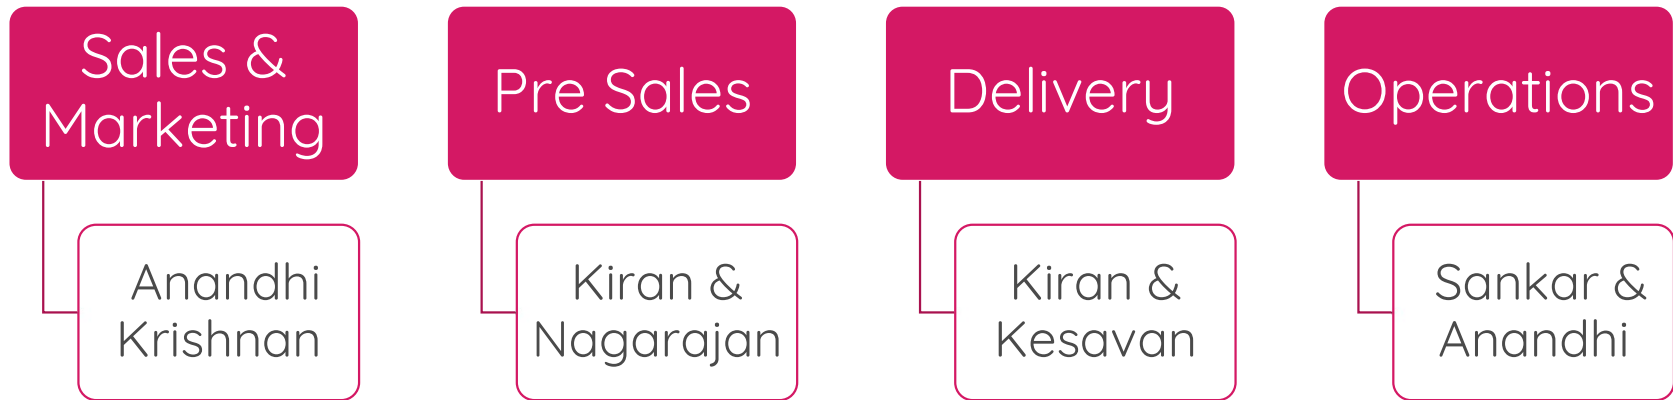 Sales &
Marketing
Anandhi
Krishnan
Pre Sales
Kiran &
Nagarajan
Delivery
Kiran &
Kesavan
Operations
Sankar &
Anandhi